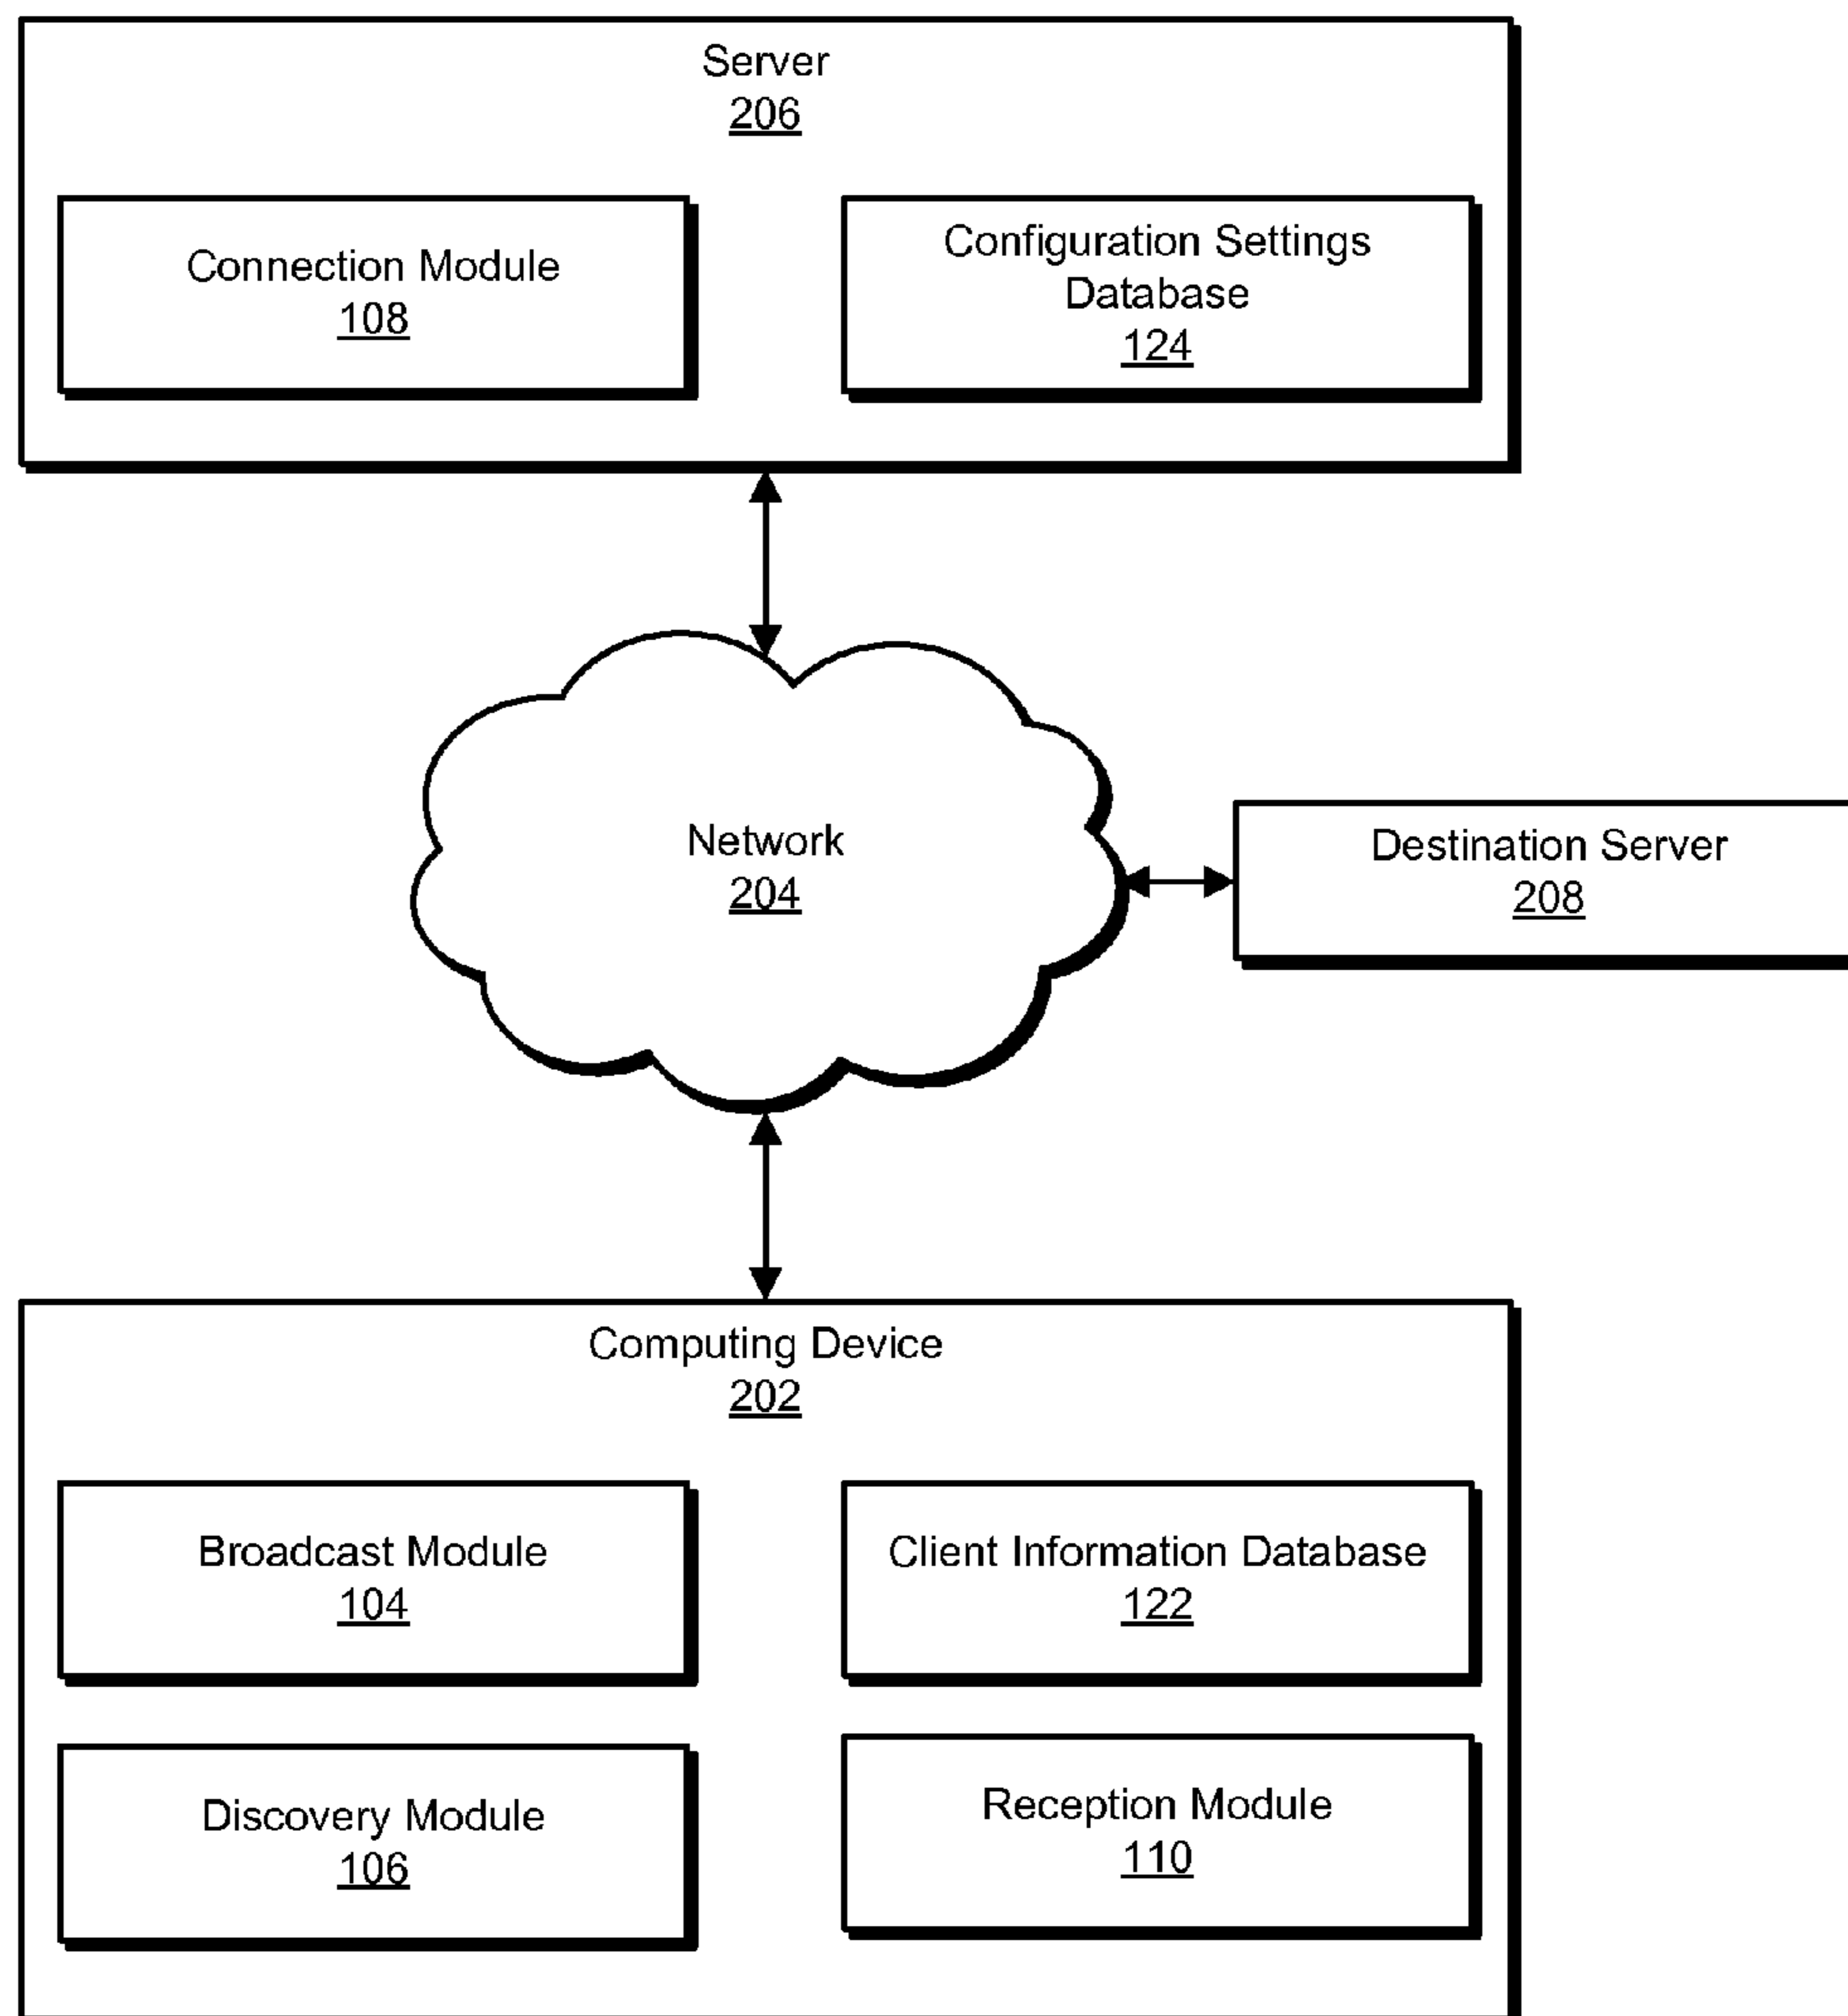 Server
206
Connection Module
108
Configuration Settings
Database
124
Network
204
Destination Server
208
Computing Device
202
Broadcast Module
104
Client Information Database
122
Discovery Module
106
Reception Module
110